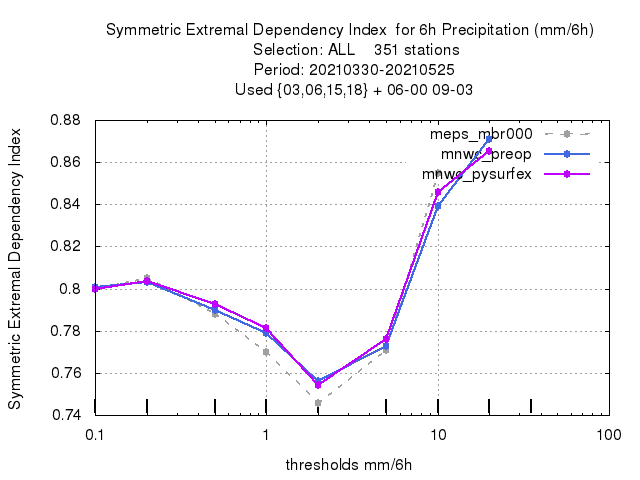 Symmetric Extremal Dependency Index  for 6h Precipitation (mm/6h)
Selection: ALL    351 stations
Period: 20210330-20210525
Used {03,06,15,18} + 06-00 09-03
Symmetric Extremal Dependency Index
0.88
0.86
0.84
0.82
0.8
0.78
0.76
0.74
meps_mbr000
mnwc_preop
mnwc_pysurfex
0.1
1
10
100
thresholds mm/6h